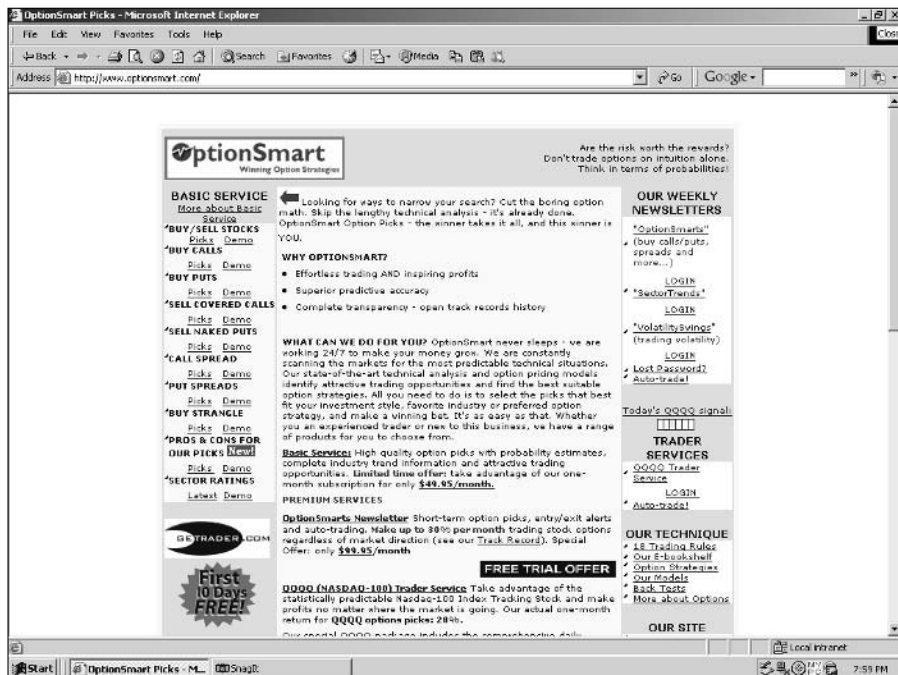 OptionSmart Picks - Microsoft Internet Explorer
File Edit View Favorites Tools Help
Close
Back Search Favorites Media
Address http://www.optionsmart.com/ Go Google
OptionSmart
Winning Option Strategies
Are the risk worth the rewards?
Don't trade options on intuition alone.
Think in terms of probabilities!
BASIC SERVICE
More about Basic
Service
BUY/SELL STOCKS
Picks Demo
BUY CALLS
Picks Demo
BUY PUTS
Picks Demo
SELL COVERED CALLS
Picks Demo
SELL NAKED PUTS
Picks Demo
CALL SPREAD
Picks Demo
PUT SPREADS
Picks Demo
BUY STRANGLE
Picks Demo
PROS & CONS FOR
OUR PICKS New!
Picks Demo
SECTOR RATINGS
Latest Demo
GETRADER.COM
First
10 Days
FREE!
Looking for ways to narrow your search? Cut the boring option
math. Skip the lengthy technical analysis - it's already done.
OptionSmart Option Picks - the winner takes it all, and this winner is
YOU.
WHY OPTIONSMART?
• Effortless trading AND inspiring profits
• Superior predictive accuracy
• Complete transparency - open track records history
WHAT CAN WE DO FOR YOU? OptionSmart never sleeps - we are
working 24/7 to make your money grow. We are constantly
scanning the markets for the most predictable technical situations.
Our state-of-the-art technical analysis and option pricing models
identify attractive trading opportunities and find the best suitable
option strategies. All you need to do is to select the picks that best
fit your investment style, favorite industry or preferred option
strategy, and make a winning bet. It's as easy as that. Whether
you an experienced trader or new to this business, we have a range
of products for you to choose from.
Basic Service: High quality option picks with probability estimates,
complete industry trend information and attractive trading
opportunities. Limited time offer: take advantage of our one-
month subscription for only $49.95/month.
PREMIUM SERVICES
OptionSmarts Newsletter Short-term option picks, entry/exit alerts
and auto-trading. Make up to 30% per month trading stock options
regardless of market direction (see our Track Record). Special
Offer: only $99.95/month
FREE TRIAL OFFER
QQQQ (NASDAQ-100) Trader Service Take advantage of the
statistically predictable Nasdaq-100 Index Tracking Stock and make
profits no matter where the market is going. Our actual one-month
return for QQQQ options picks: 20%.
Our special QQQQ package includes the comprehensive daily
OUR WEEKLY
NEWSLETTERS
"OptionSmarts"
(buy calls/puts,
spreads and
more...)
LOGIN
"SectorTrends"
LOGIN
"VolatilitySwings"
(trading volatility)
LOGIN
Lost Password?
Auto-trade!
Today's QQQQ signal:
TRADER
SERVICES
QQQQ Trader
Service
LOGIN
Auto-trade!
OUR TECHNIQUE
18 Trading Rules
Our E-bookshelf
Option Strategies
Our Models
Back Tests
More about Options
OUR SITE
Local intranet
Start OptionSmart Picks - M... SnagIt 7:59 PM